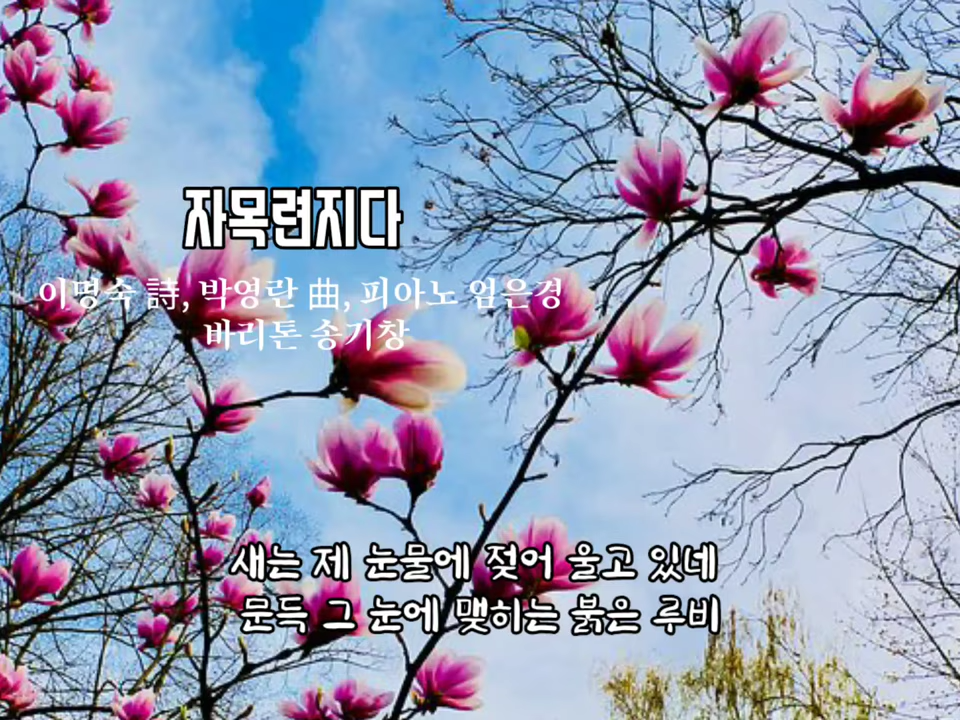 자목련지다
이명숙 詩, 박영란 曲, 피아노 엄은경
바리톤 송기창
새는 제 눈물에 젖어 울고 있네
문득 그 눈에 맺히는 붉은 루비